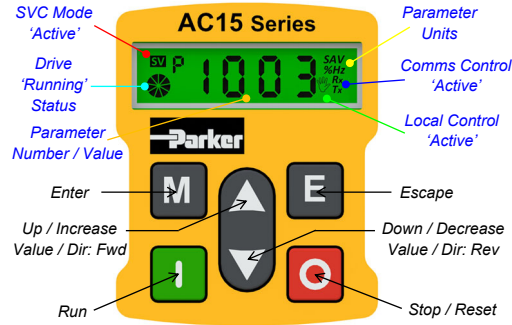 AC15 Series
SVC Mode
'Active'
Parameter
Units
SV P 1003 SAV
%Hz
Rx
Tx
Drive
'Running'
Status
Comms Control
'Active'
Parameter
Number / Value
Local Control
'Active'
Parker
M
E
Enter
Escape
Up / Increase
Value / Dir: Fwd
Down / Decrease
Value / Dir: Rev
I
O
Run
Stop / Reset